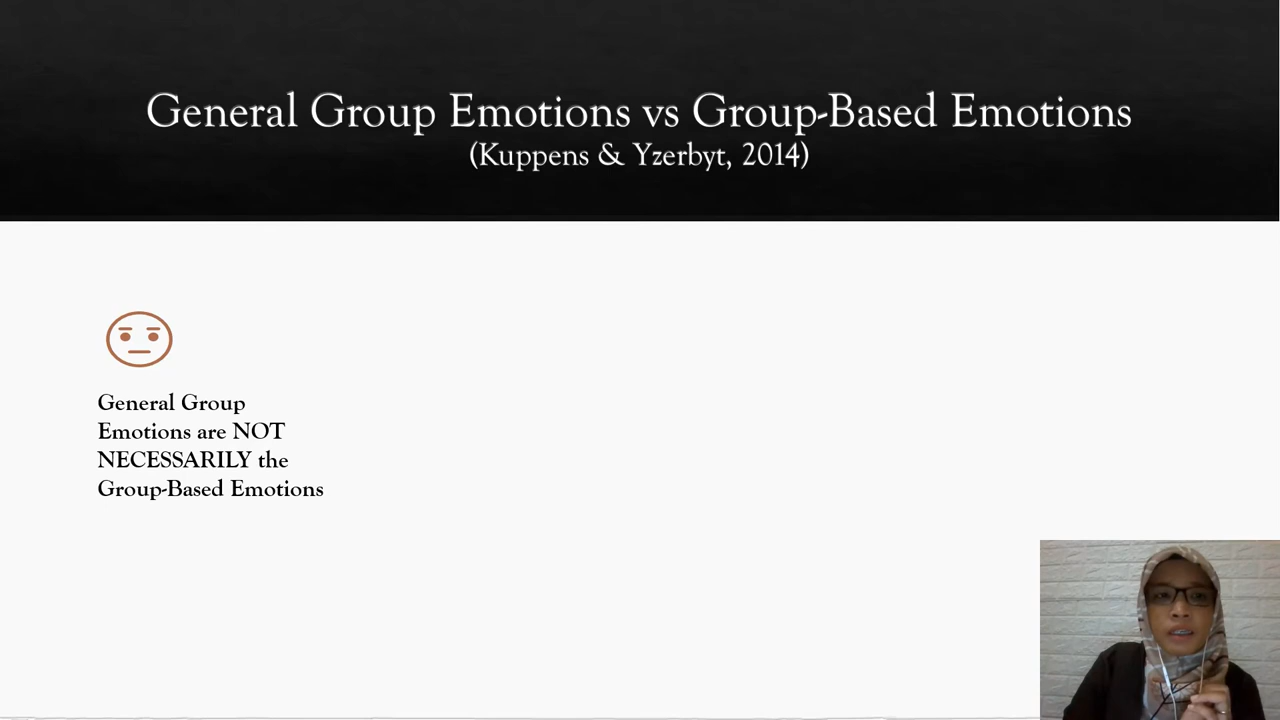 General Group Emotions vs Group-Based Emotions
(Kuppens & Yzerbyt, 2014)
General Group
Emotions are NOT
NECESSARILY the
Group-Based Emotions